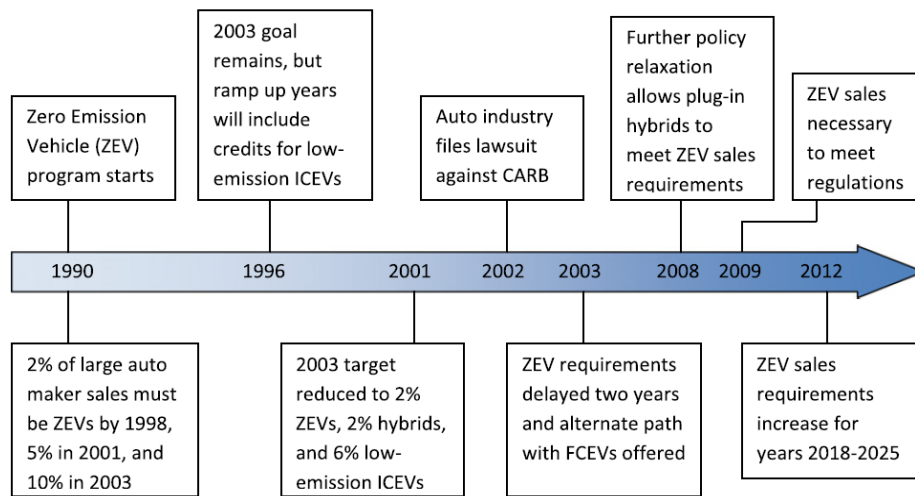 2003 goal
remains, but
ramp up years
will include
credits for low-
emission ICEVs
Further policy
relaxation
allows plug-in
hybrids to
meet ZEV sales
requirements
Zero Emission
Vehicle (ZEV)
program starts
Auto industry
files lawsuit
against CARB
ZEV sales
necessary
to meet
regulations
1990
1996
2001
2002
2003
2008
2009
2012
2% of large auto
maker sales must
be ZEVs by 1998,
5% in 2001, and
10% in 2003
2003 target
reduced to 2%
ZEVs, 2% hybrids,
and 6% low-
emission ICEVs
ZEV requirements
delayed two years
and alternate path
with FCEVs offered
ZEV sales
requirements
increase for
years 2018-2025